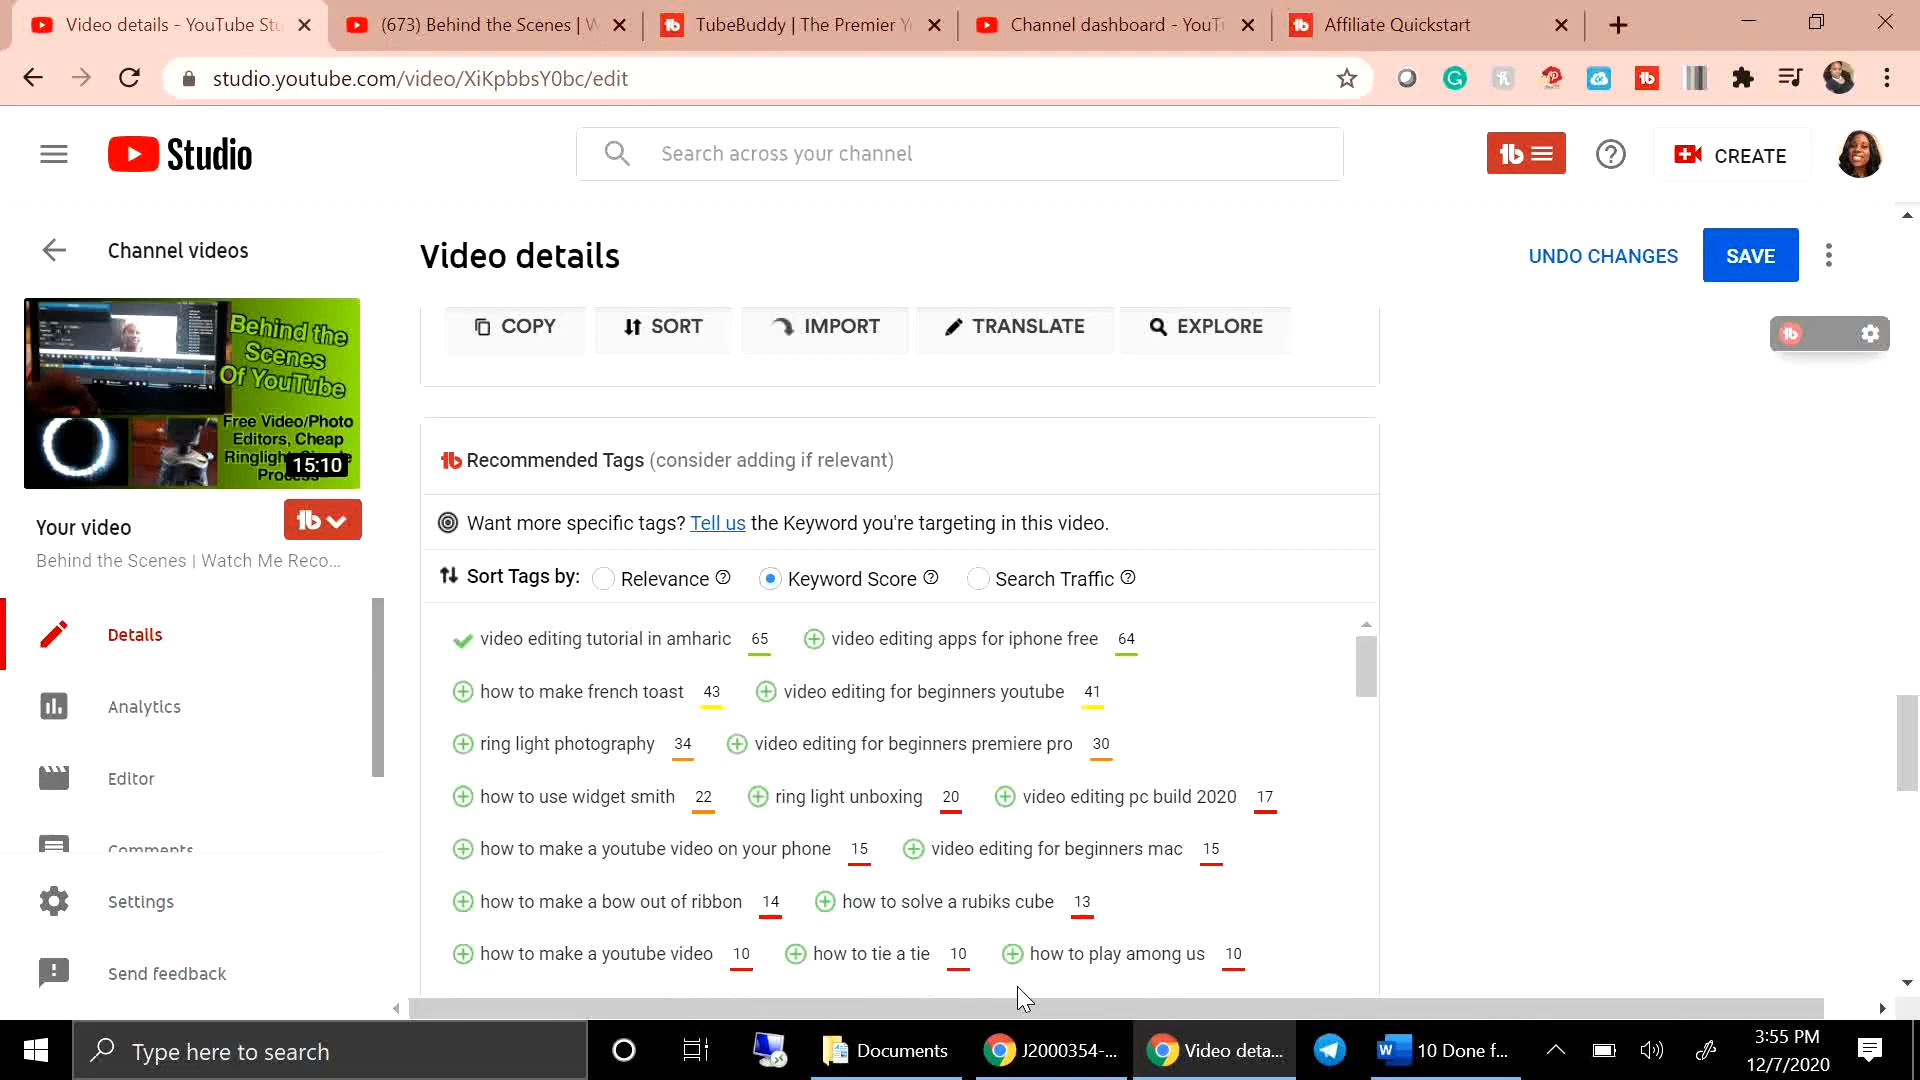 Video details - YouTube Stu
(673) Behind the Scenes | W
TubeBuddy | The Premier Y
Channel dashboard - YouT
Affiliate Quickstart
studio.youtube.com/video/XiKpbbsY0bc/edit
Studio
Search across your channel
CREATE
Channel videos
Video details
UNDO CHANGES
SAVE
COPY
SORT
IMPORT
TRANSLATE
EXPLORE
Behind the
Scenes
Of YouTube
Free Video/Photo
Editors, Cheap
15:10
Your video
Behind the Scenes | Watch Me Reco...
Details
Analytics
Editor
Comments
Settings
Send feedback
Recommended Tags (consider adding if relevant)
Want more specific tags? Tell us the Keyword you're targeting in this video.
Sort Tags by: Relevance Keyword Score Search Traffic
video editing tutorial in amharic 65 video editing apps for iphone free 64
how to make french toast 43 video editing for beginners youtube 41
ring light photography 34 video editing for beginners premiere pro 30
how to use widget smith 22 ring light unboxing 20 video editing pc build 2020 17
how to make a youtube video on your phone 15 video editing for beginners mac 15
how to make a bow out of ribbon 14 how to solve a rubiks cube 13
how to make a youtube video 10 how to tie a tie 10 how to play among us 10
Type here to search
Documents
J2000354-...
Video deta...
10 Done f...
3:55 PM
12/7/2020